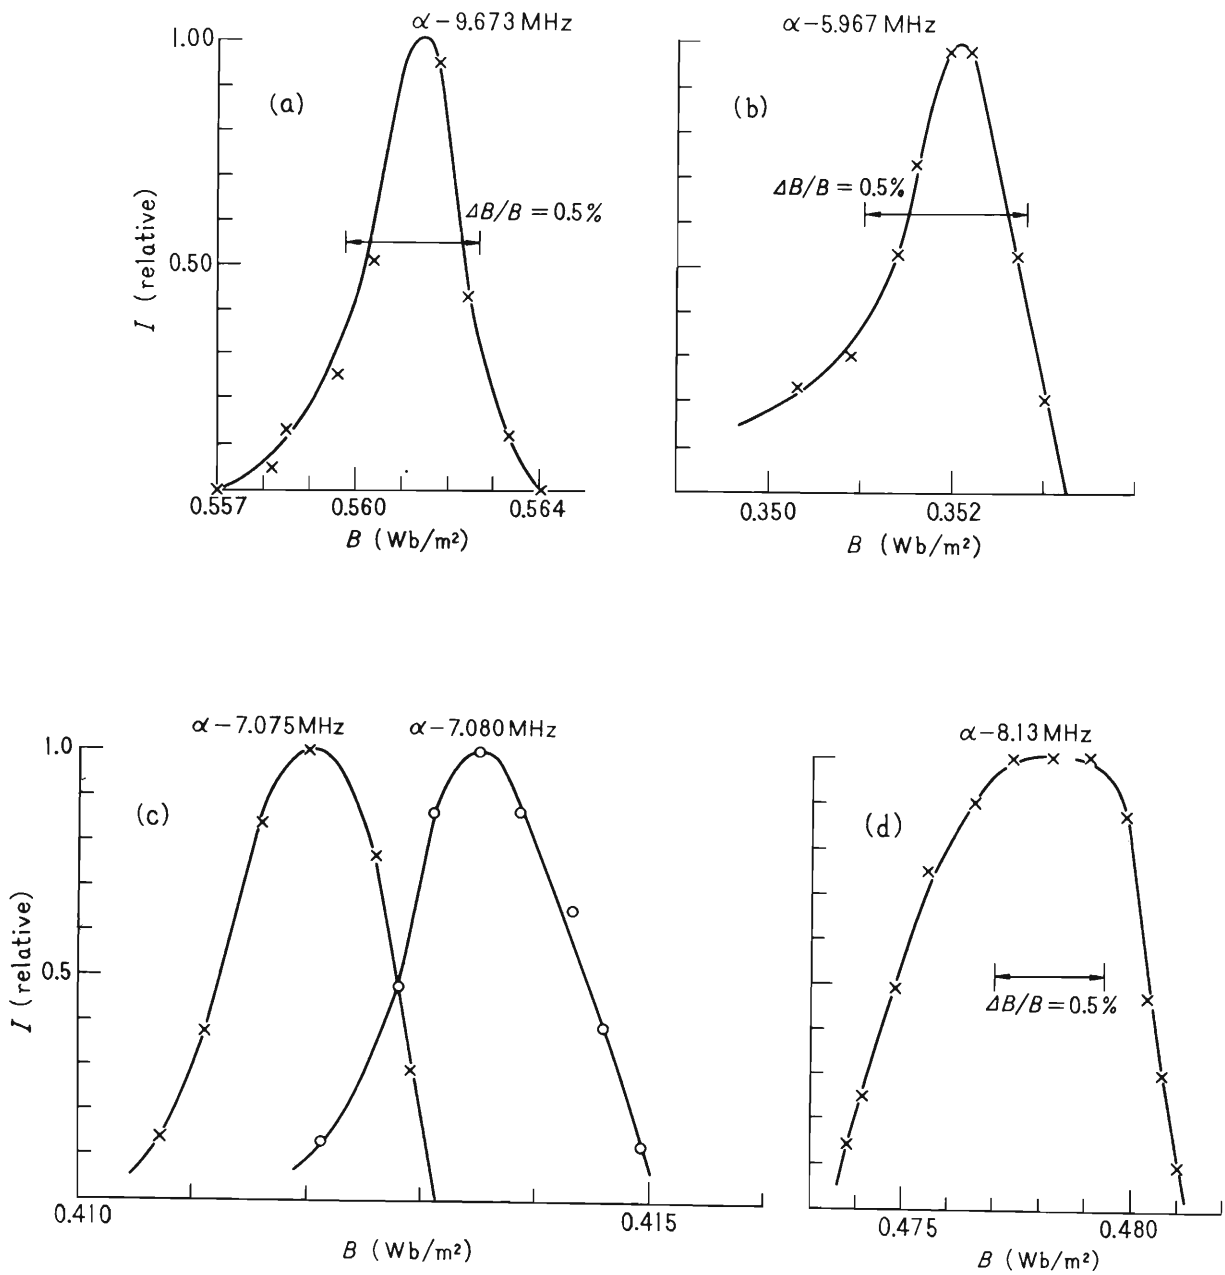 α−9.673 MHz
α−5.967 MHz
1.00
(a)
(b)
ΔB/B = 0.5%
ΔB/B = 0.5%
0.50
I (relative)
0.557
0.560
0.564
0.350
0.352
B (Wb/m²)
B (Wb/m²)
α−7.075 MHz
α−7.080 MHz
α−8.13 MHz
1.0
(c)
(d)
0.5
I (relative)
ΔB/B = 0.5%
0.410
0.415
0.475
0.480
B (Wb/m²)
B (Wb/m²)